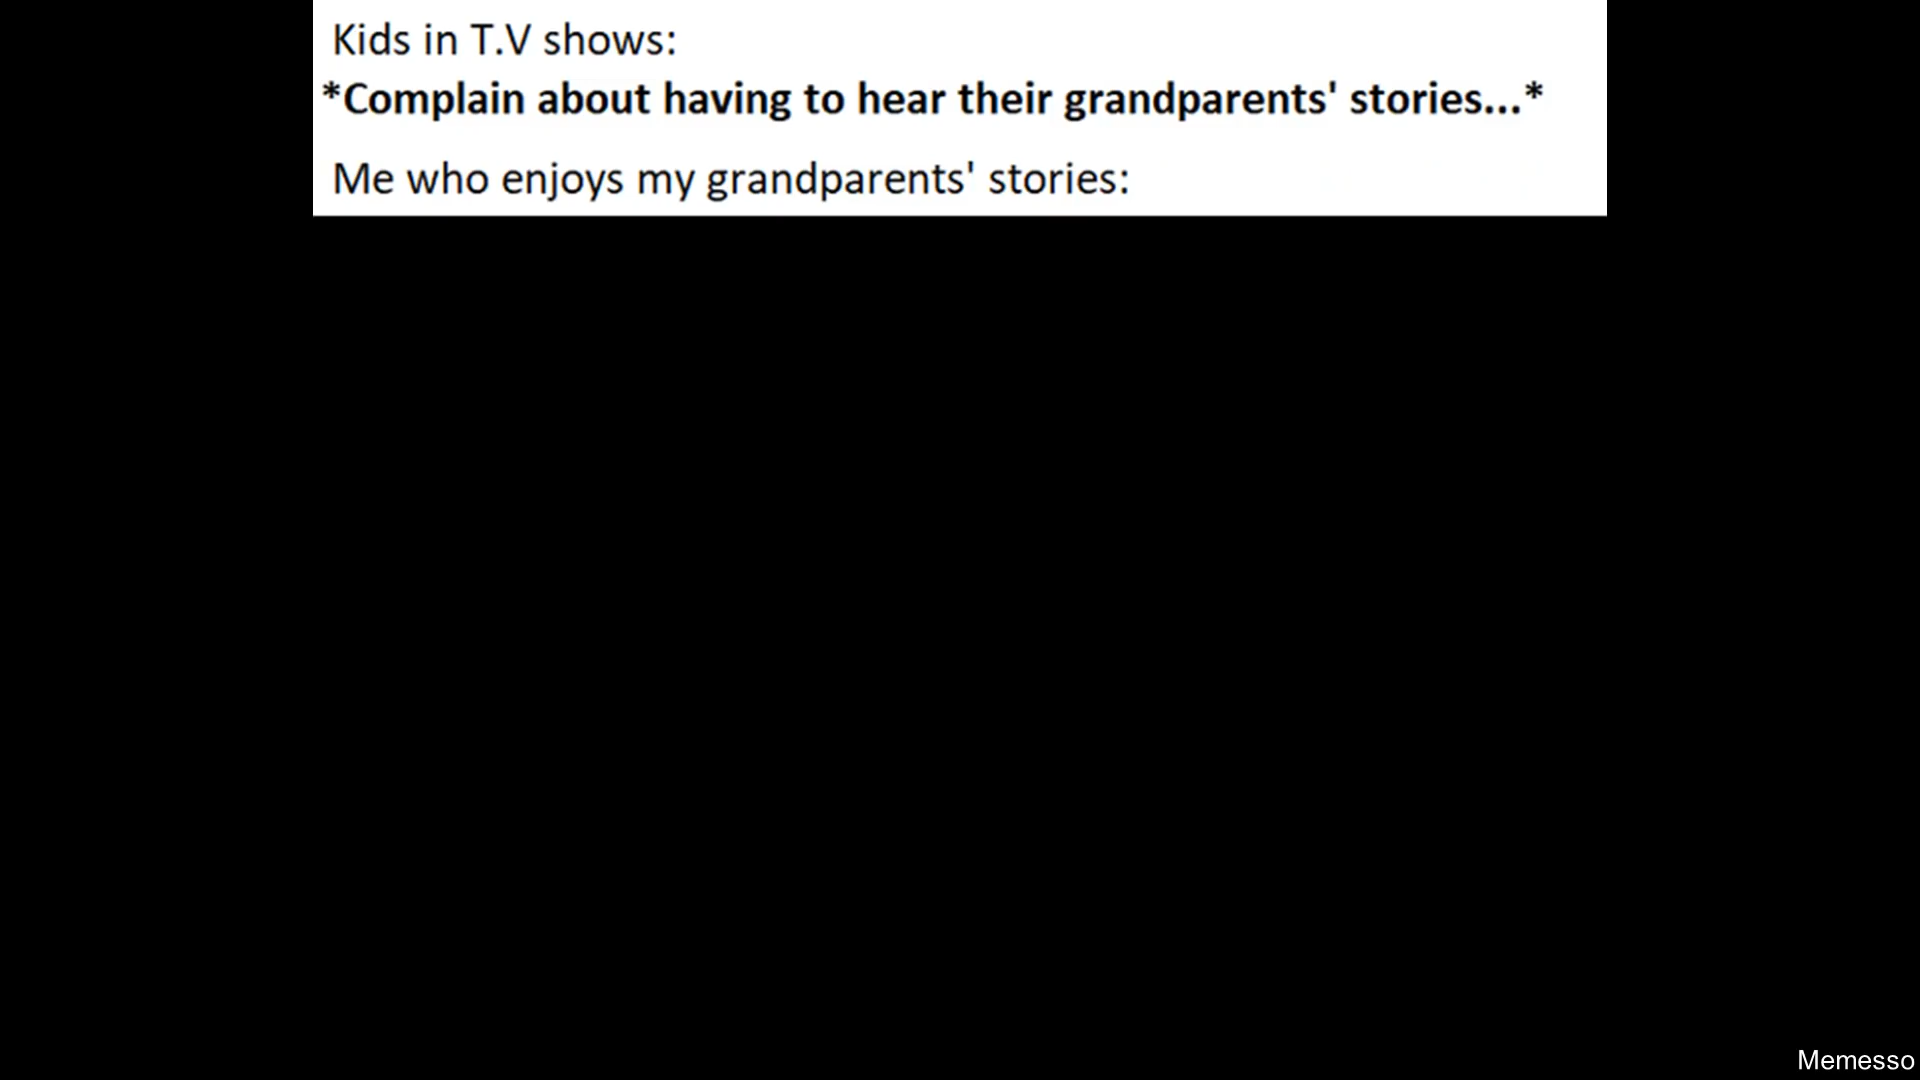 Kids in T.V shows:
*Complain about having to hear their grandparents' stories...*
Me who enjoys my grandparents' stories:
Memesso